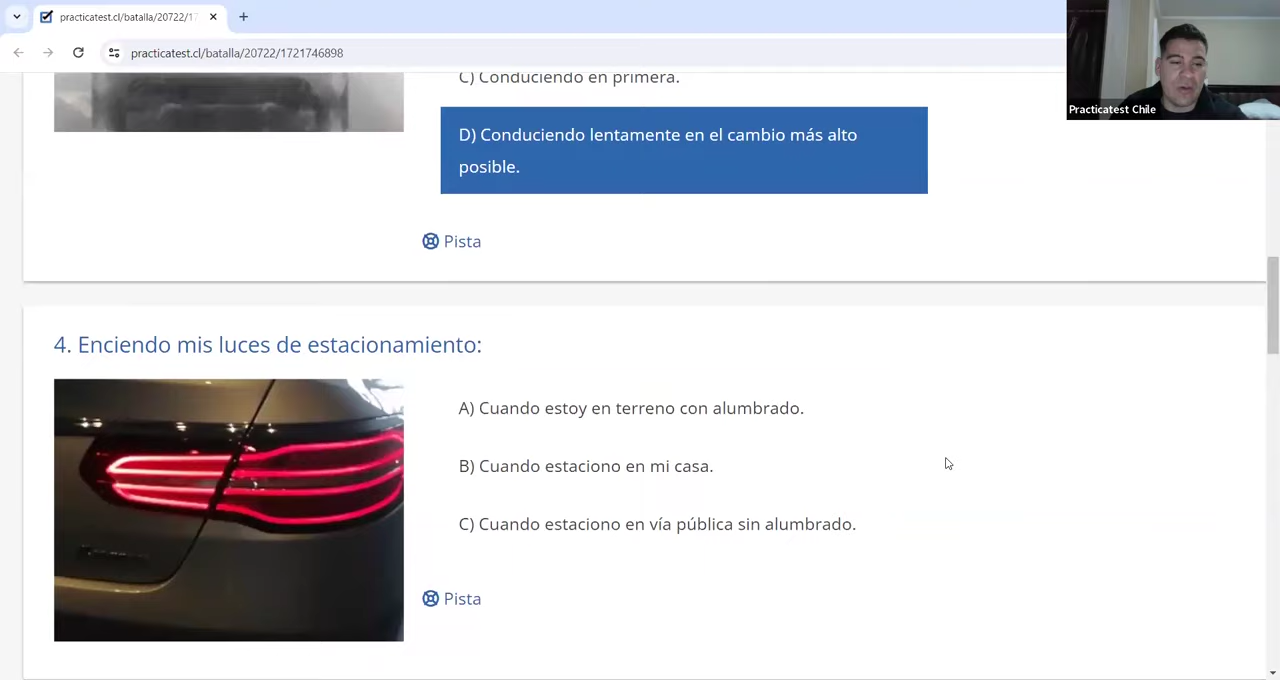 practicatest.cl/batalla/20722/17
practicatest.cl/batalla/20722/1721746898
Practicatest Chile
C) Conduciendo en primera.
D) Conduciendo lentamente en el cambio más alto
posible.
Pista
4. Enciendo mis luces de estacionamiento:
A) Cuando estoy en terreno con alumbrado.
B) Cuando estaciono en mi casa.
C) Cuando estaciono en vía pública sin alumbrado.
Pista